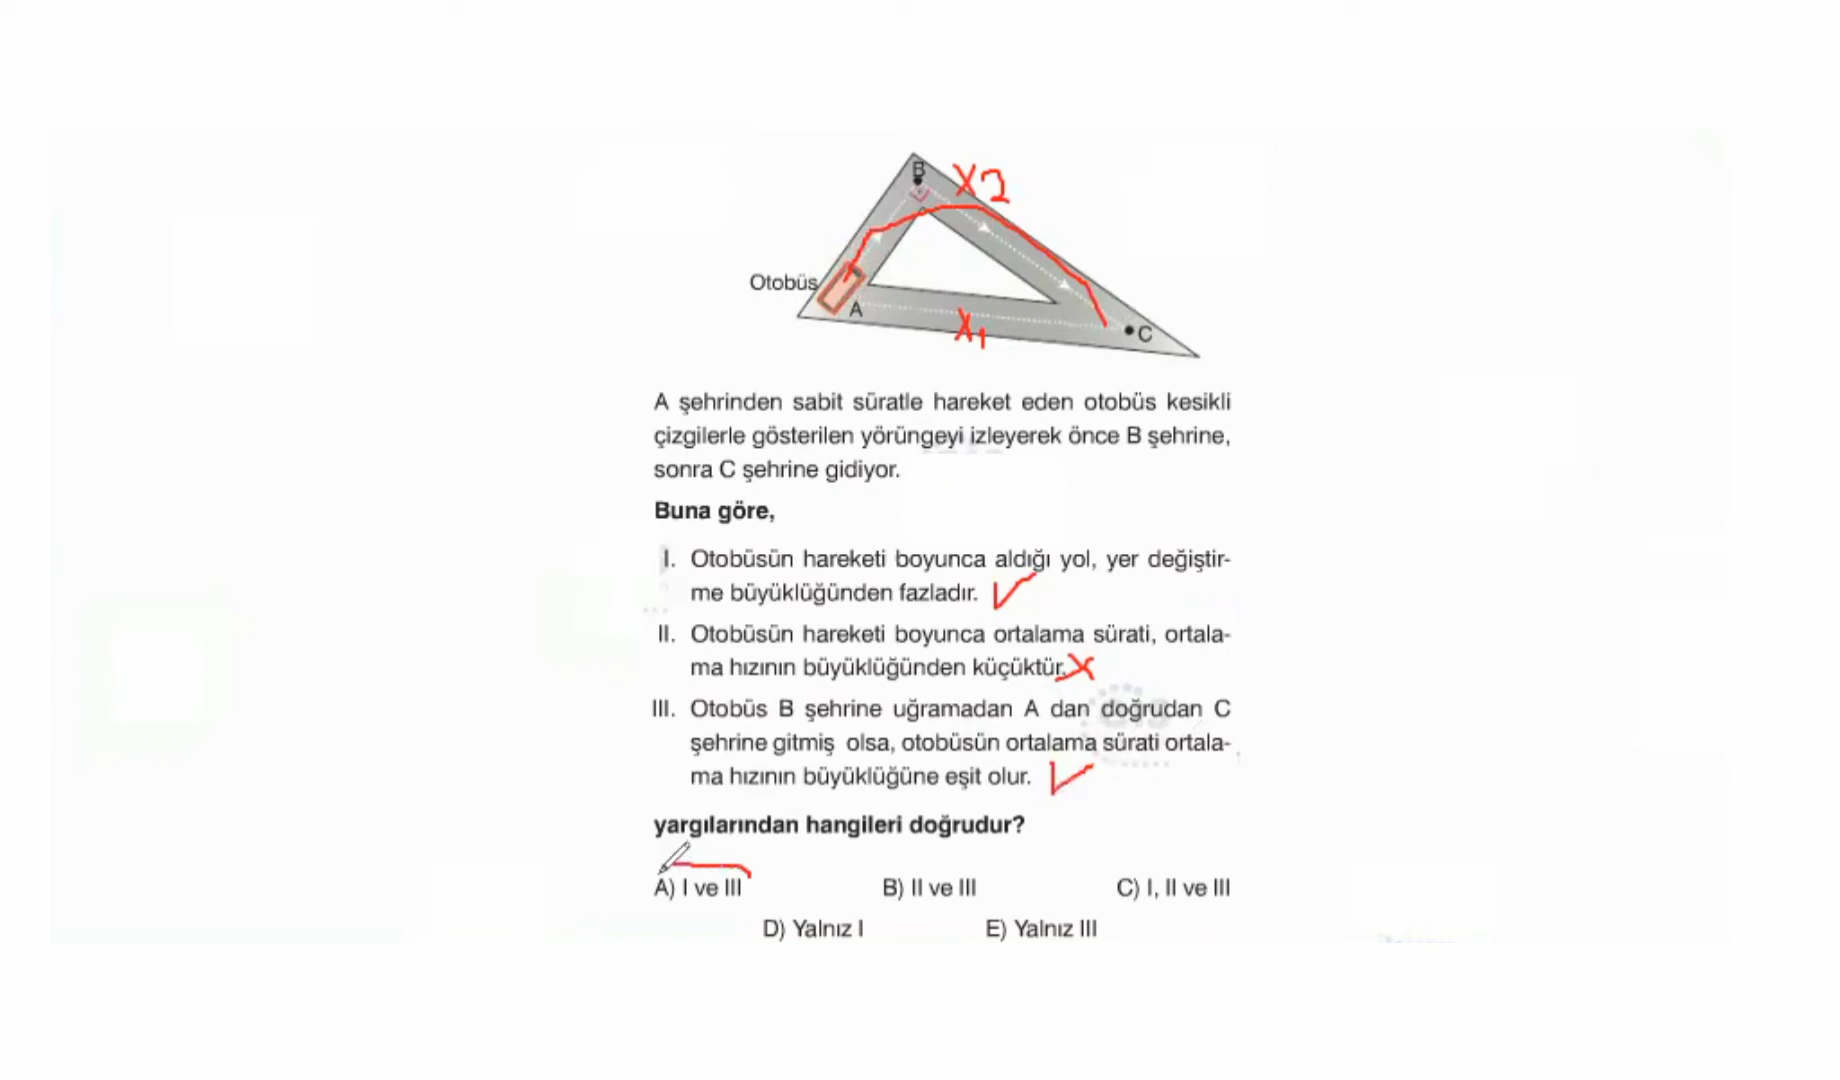 B
X2
Otobüs
A
X1
C
A şehrinden sabit süratle hareket eden otobüs kesikli
çizgilerle gösterilen yörüngeyi izleyerek önce B şehrine,
sonra C şehrine gidiyor.
Buna göre,
I. Otobüsün hareketi boyunca aldığı yol, yer değiştir-
me büyüklüğünden fazladır.
II. Otobüsün hareketi boyunca ortalama sürati, ortala-
ma hızının büyüklüğünden küçüktür.
III. Otobüs B şehrine uğramadan A dan doğrudan C
şehrine gitmiş olsa, otobüsün ortalama sürati ortala-
ma hızının büyüklüğüne eşit olur.
yargılarından hangileri doğrudur?
A) I ve III B) II ve III C) I, II ve III
D) Yalnız I E) Yalnız III